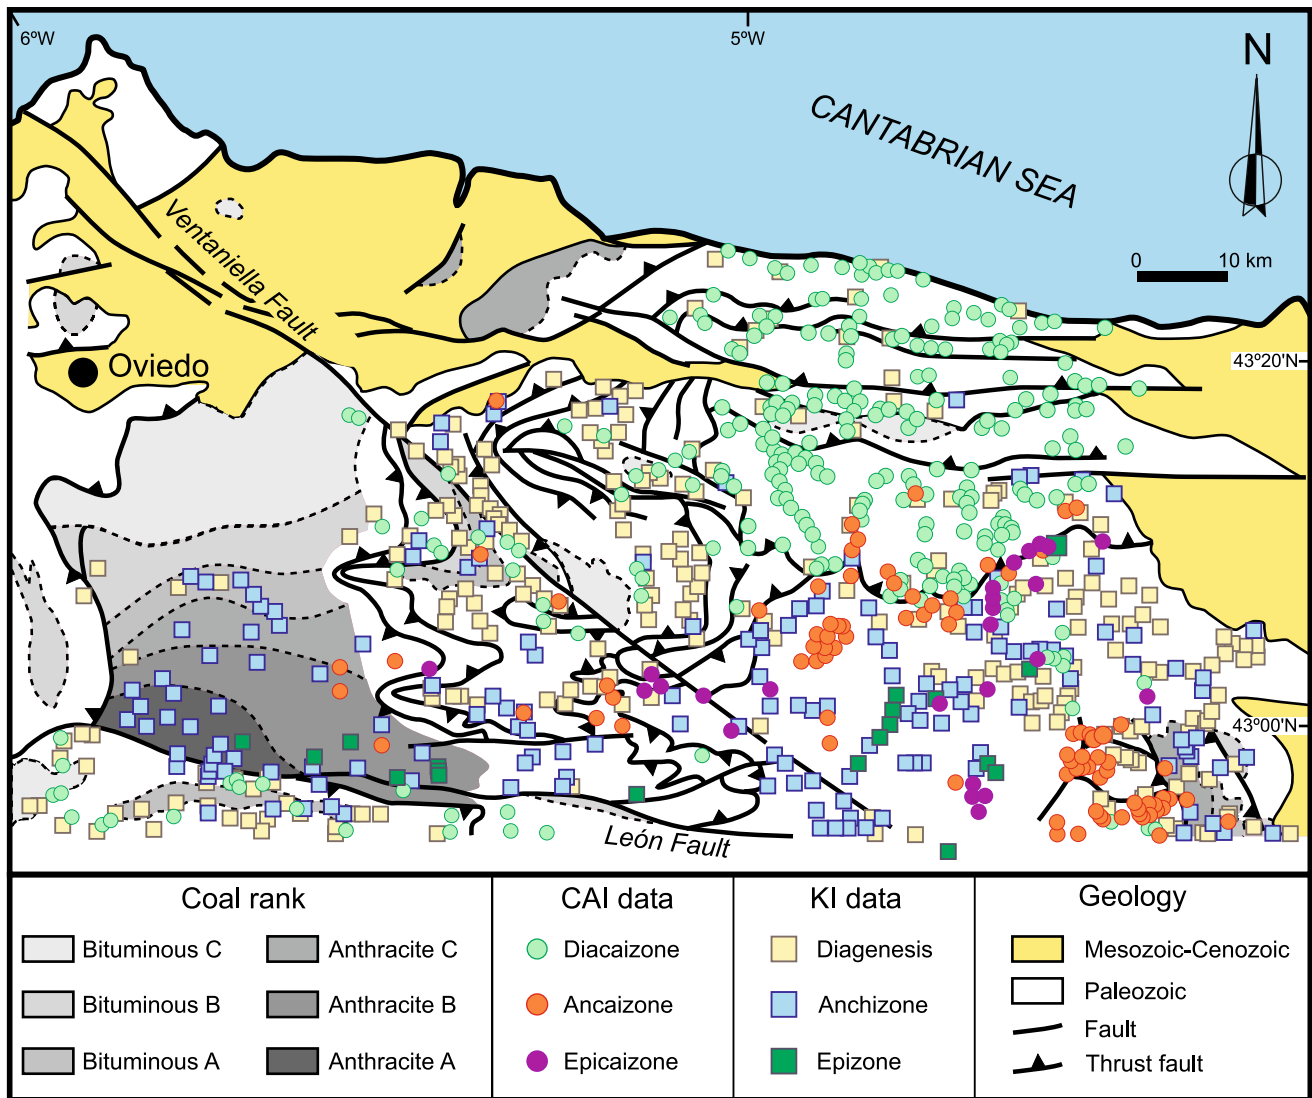 6ºW
5ºW
N
CANTABRIAN SEA
Ventaniella Fault
0 10 km
43º20'N
Oviedo
43º00'N
León Fault
Coal rank
CAI data
KI data
Geology
Bituminous C
Anthracite C
Diacaizone
Diagenesis
Mesozoic-Cenozoic
Bituminous B
Anthracite B
Ancaizone
Anchizone
Paleozoic
Fault
Bituminous A
Anthracite A
Epicaizone
Epizone
Thrust fault